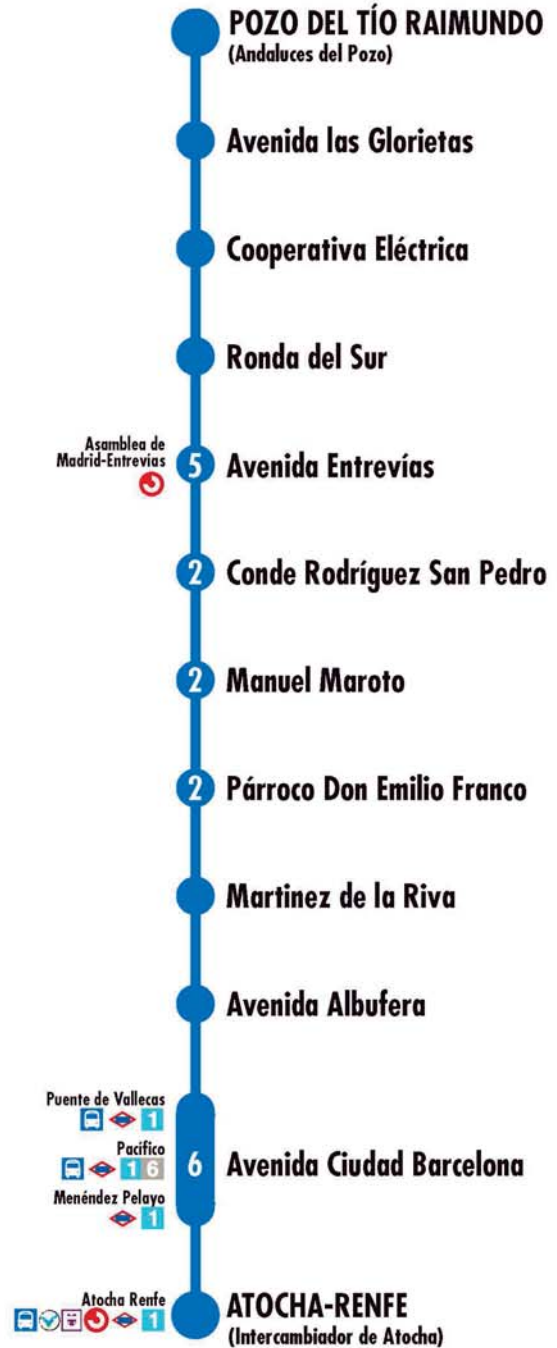 POZO DEL TÍO RAIMUNDO
(Andaluces del Pozo)
Avenida las Glorietas
Cooperativa Eléctrica
Ronda del Sur
Asamblea de
Madrid-Entrevías
5 Avenida Entrevías
2 Conde Rodríguez San Pedro
2 Manuel Maroto
2 Párroco Don Emilio Franco
Martinez de la Riva
Avenida Albufera
Puente de Vallecas
1
Pacífico
1 6
Menéndez Pelayo
1
6 Avenida Ciudad Barcelona
Atocha Renfe
1
ATOCHA-RENFE
(Intercambiador de Atocha)